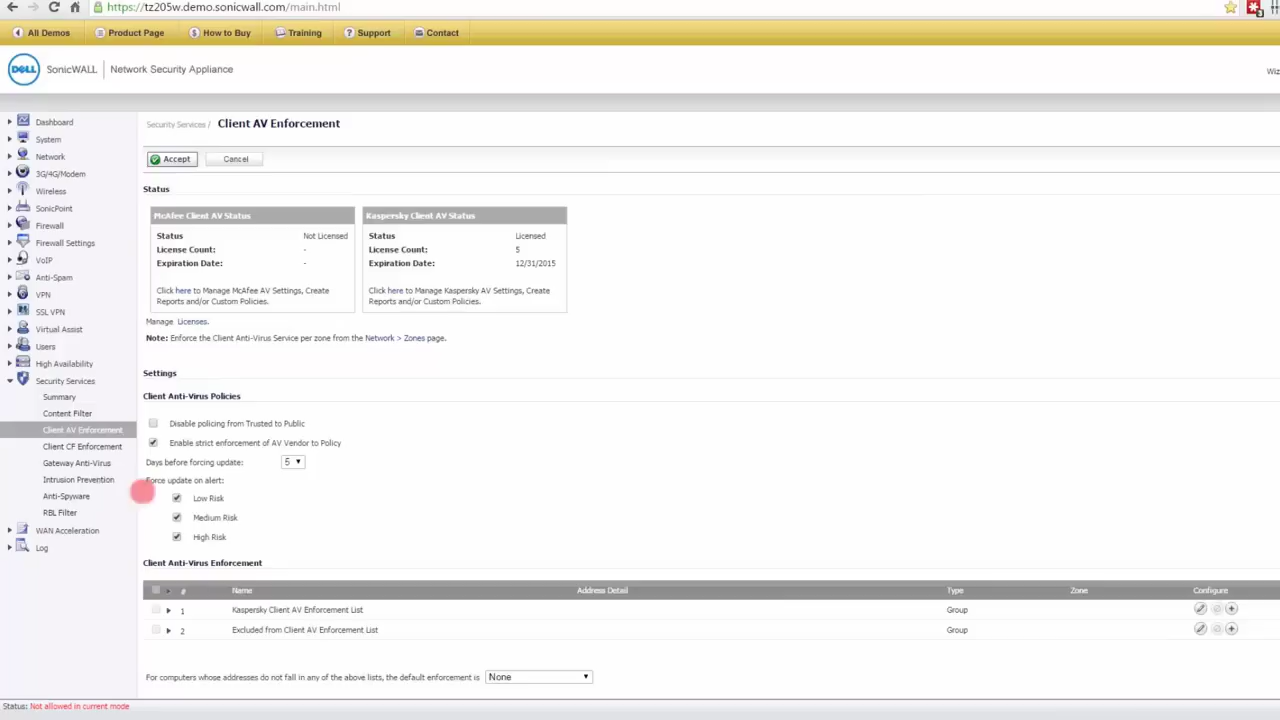 https://tz205w.demo.sonicwall.com/main.html
All Demos Product Page How to Buy Training Support Contact
DELL SonicWALL Network Security Appliance
Wiz
Dashboard
System
Network
3G/4G/Modem
Wireless
SonicPoint
Firewall
Firewall Settings
VoIP
Anti-Spam
VPN
SSL VPN
Virtual Assist
Users
High Availability
Security Services
Summary
Content Filter
Client AV Enforcement
Client CF Enforcement
Gateway Anti-Virus
Intrusion Prevention
Anti-Spyware
RBL Filter
WAN Acceleration
Log
Security Services / Client AV Enforcement
Accept Cancel
Status
McAfee Client AV Status
Status Not Licensed
License Count: -
Expiration Date: -
Click here to Manage McAfee AV Settings, Create
Reports and/or Custom Policies.
Kaspersky Client AV Status
Status Licensed
License Count: 5
Expiration Date: 12/31/2015
Click here to Manage Kaspersky AV Settings, Create
Reports and/or Custom Policies.
Manage Licenses.
Note: Enforce the Client Anti-Virus Service per zone from the Network > Zones page.
Settings
Client Anti-Virus Policies
Disable policing from Trusted to Public
Enable strict enforcement of AV Vendor to Policy
Days before forcing update: 5
Force update on alert:
Low Risk
Medium Risk
High Risk
Client Anti-Virus Enforcement
# Name Address Detail Type Zone Configure
1 Kaspersky Client AV Enforcement List Group
2 Excluded from Client AV Enforcement List Group
For computers whose addresses do not fall in any of the above lists, the default enforcement is None
Status: Not allowed in current mode